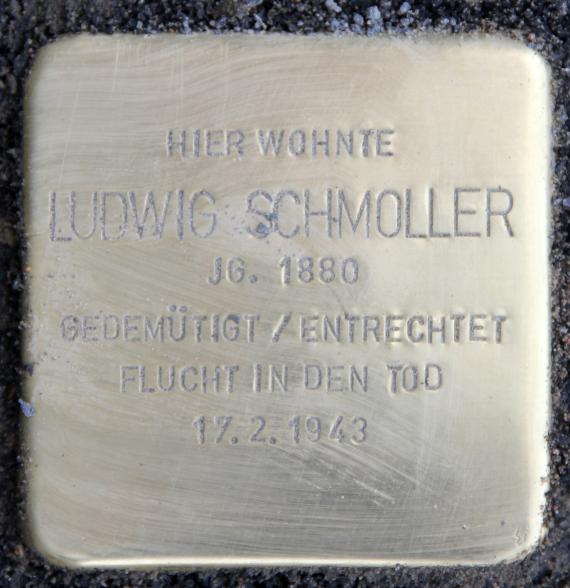 HIER WOHNTE
LUDWIG SCHMOLLER
JG. 1880
GEDEMÜTIGT / ENTRECHTET
FLUCHT IN DEN TOD
17.2.1943